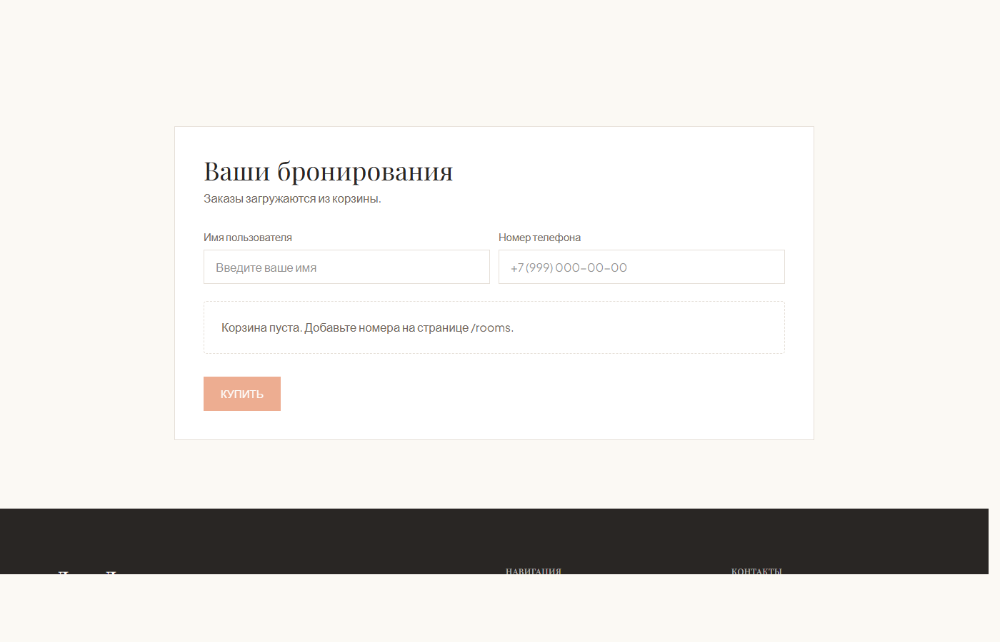 Ваши бронирования
Заказы загружаются из корзины.
Имя пользователя
Номер телефона
Введите ваше имя
+7 (999) 000-00-00
Корзина пуста. Добавьте номера на странице /rooms.
КУПИТЬ
НАВИГАЦИЯ
КОНТАКТЫ